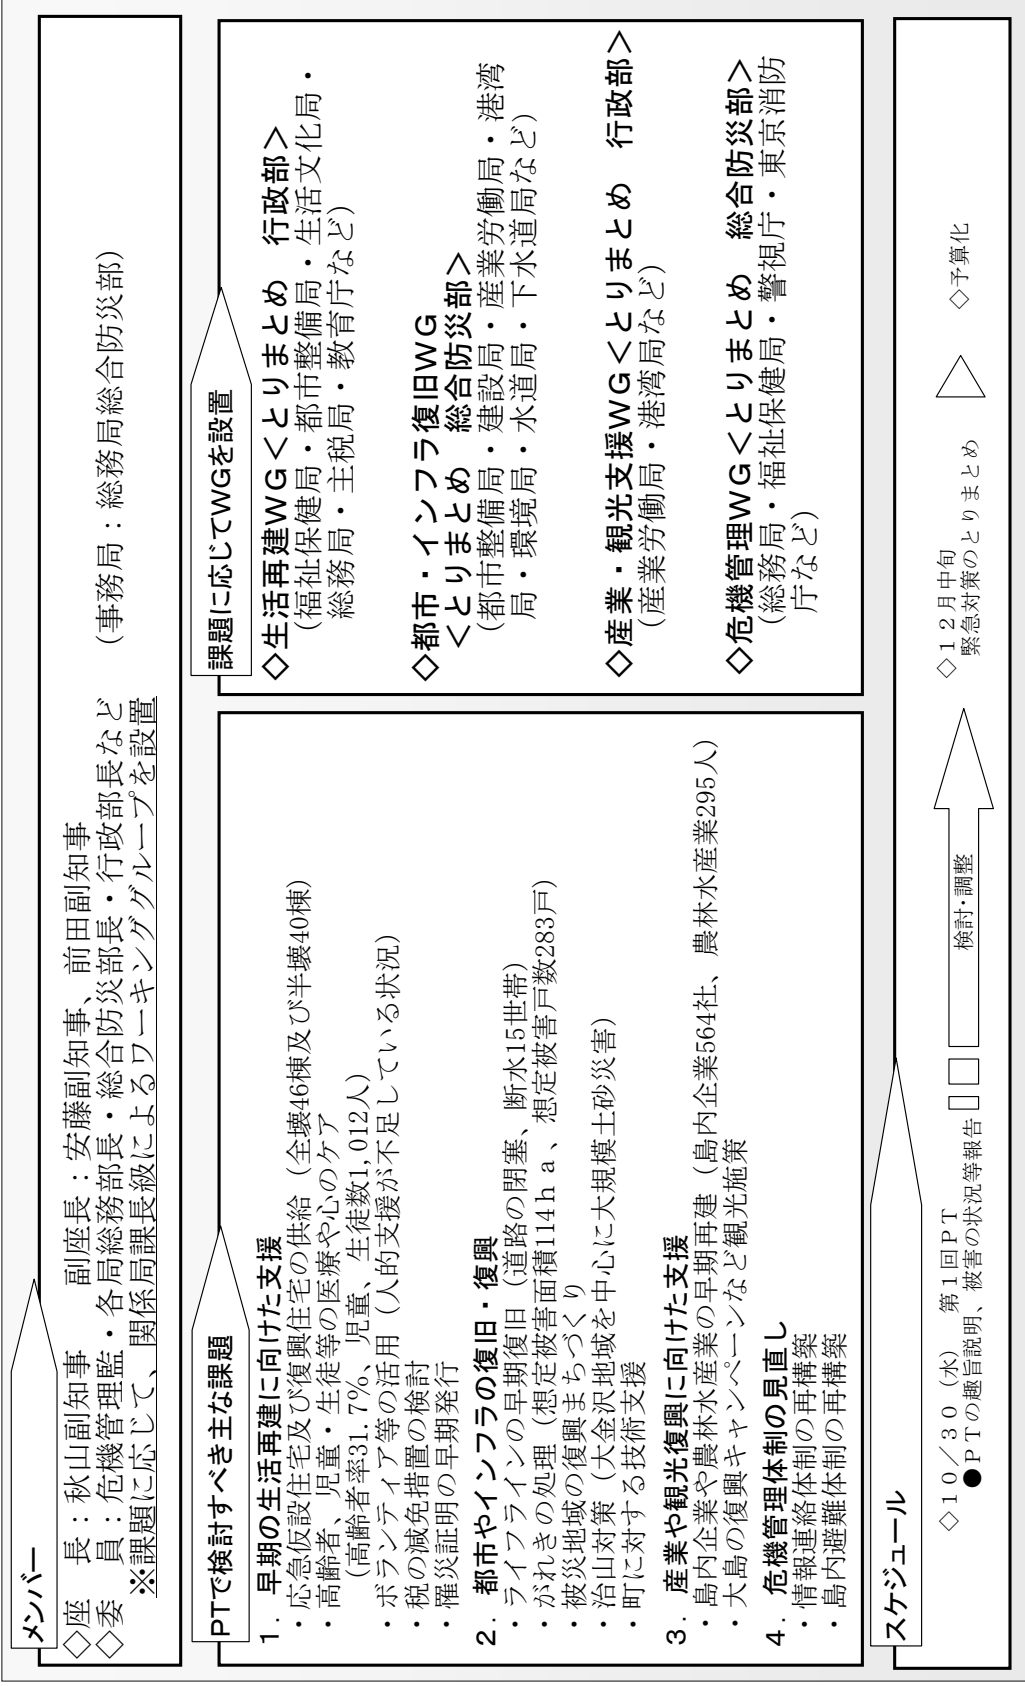 メンバー
◇座　長：秋山副知事　　副座長：安藤副知事、前田副知事
◇委　員：危機管理監・各局総務部長・総合防災部長・行政部長など　　（事務局：総務局総合防災部）
※課題に応じて、関係局課長級によるワーキンググループを設置
PTで検討すべき主な課題
１．早期の生活再建に向けた支援
・応急仮設住宅及び復興住宅の供給（全壊46棟及び半壊40棟）
・高齢者、児童・生徒等の医療や心のケア
（高齢者率31.7%、児童、生徒数1,012人）
・ボランティア等の活用（人的支援が不足している状況）
・税の減免措置の検討
・罹災証明の早期発行
２．都市やインフラの復旧・復興
・ライフラインの早期復旧（道路の閉塞、断水15世帯）
・がれきの処理（想定被害面積114ｈａ、想定被害戸数283戸）
・被災地域の復興まちづくり
・治山対策（大金沢地域を中心に大規模土砂災害）
・町に対する技術支援
３．産業や観光復興に向けた支援
・島内企業や農林水産業の早期再建（島内企業564社、農林水産業295人）
・大島の復興キャンペーンなど観光施策
４．危機管理体制の見直し
・情報連絡体制の再構築
・島内避難体制の再構築
課題に応じてWGを設置
◇生活再建WG＜とりまとめ　行政部＞
（福祉保健局・都市整備局・生活文化局・
総務局・主税局・教育庁など）
◇都市・インフラ復旧WG
＜とりまとめ　総合防災部＞
（都市整備局・建設局・産業労働局・港湾
局・環境局・水道局・下水道局など）
◇産業・観光支援WG＜とりまとめ　行政部＞
（産業労働局・港湾局など）
◇危機管理WG＜とりまとめ　総合防災部＞
（総務局・福祉保健局・警視庁・東京消防
庁など）
スケジュール
◇１０／３０（水）　第１回ＰＴ
●ＰＴの趣旨説明、被害の状況等報告
検討・調整
◇１２月中旬
緊急対策のとりまとめ
◇予算化